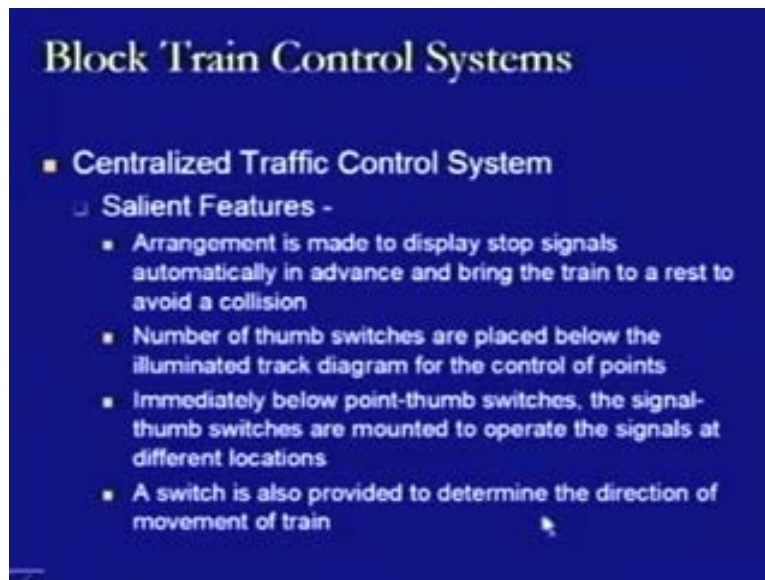 Block Train Control Systems
Centralized Traffic Control System
Salient Features -
Arrangement is made to display stop signals
automatically in advance and bring the train to a rest to
avoid a collision
Number of thumb switches are placed below the
illuminated track diagram for the control of points
Immediately below point-thumb switches, the signal-
thumb switches are mounted to operate the signals at
different locations
A switch is also provided to determine the direction of
movement of train